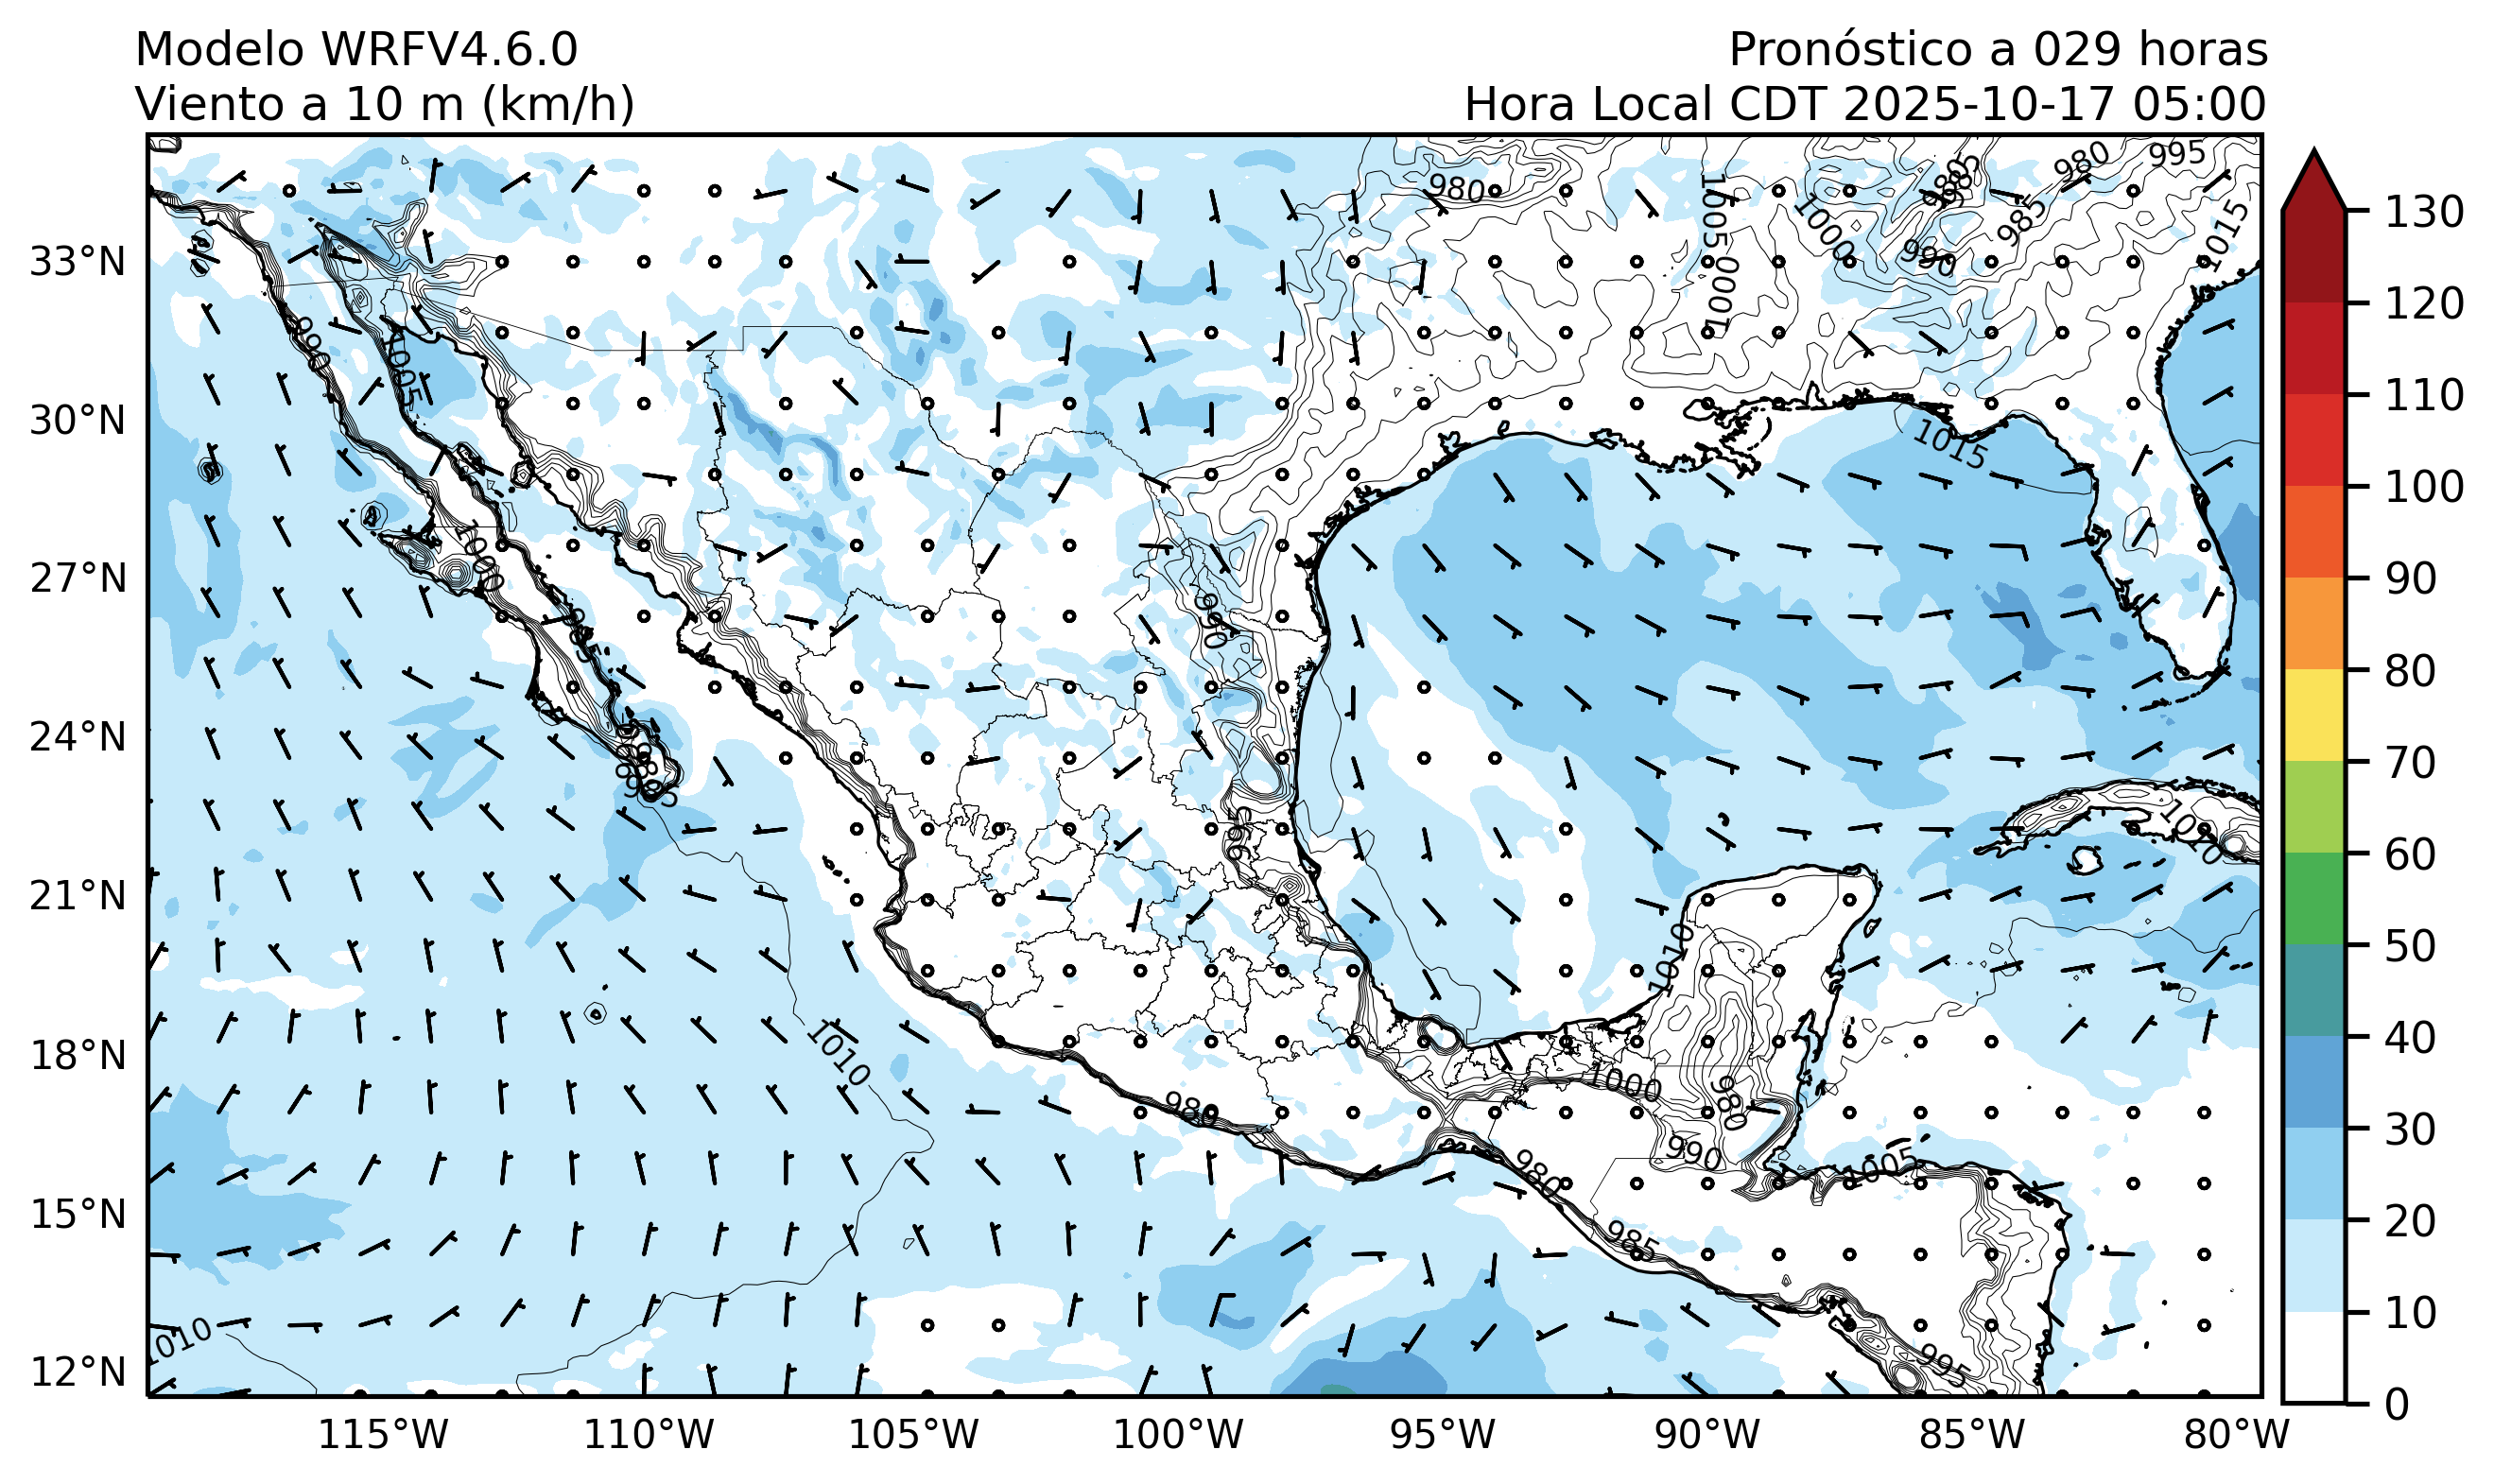 Modelo WRFV4.6.0
Viento a 10 m (km/h)
Pronóstico a 029 horas
Hora Local CDT 2025-10-17 05:00
33°N
30°N
27°N
24°N
21°N
18°N
15°N
12°N
115°W
110°W
105°W
100°W
95°W
90°W
85°W
80°W
130
120
110
100
90
80
70
60
50
40
30
20
10
0
980
1005
1000
1000
985
980
995
985
990
1015
990
1005
1015
1000
990
995
985
1010
1010
1010
980
1000
980
990
1005
980
985
1010
995